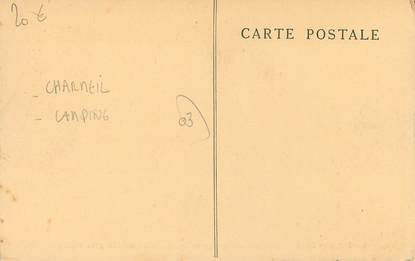 20 €
CARTE POSTALE
- CHARMEIL
- CAMPING
03